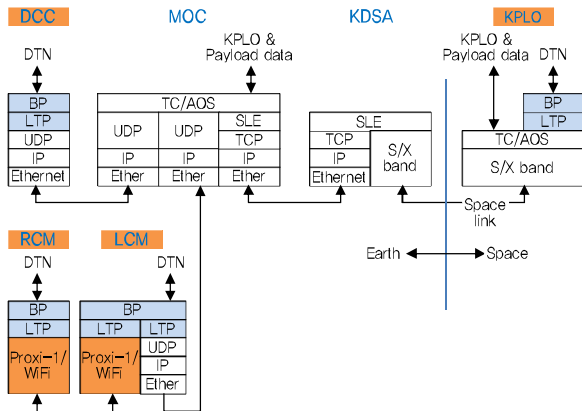 DCC
MOC
KDSA
KPLO
DTN
KPLO &
Payload data
KPLO &
Payload data
DTN
BP
LTP
UDP
IP
Ethernet
TC/AOS
UDP
IP
Ether
UDP
IP
Ether
SLE
TCP
IP
Ether
SLE
TCP
IP
Ethernet
S/X
band
BP
LTP
TC/AOS
S/X
band
Space
link
Earth
Space
RCM
LCM
DTN
DTN
BP
LTP
Proxi-1/
WiFi
BP
LTP
Proxi-1/
WiFi
LTP
UDP
IP
Ether